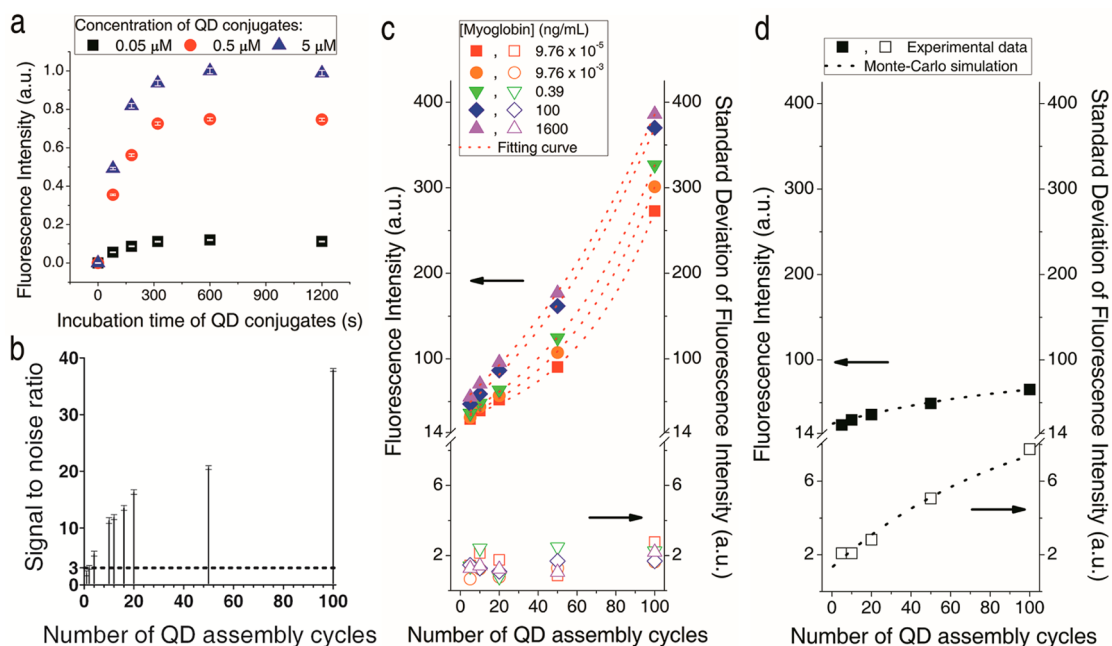 a
Concentration of QD conjugates:
0.05 µM 0.5 µM 5 µM
Fluorescence Intensity (a.u.)
1.0
0.8
0.6
0.4
0.2
0.0
0 300 600 900 1200
Incubation time of QD conjugates (s)
b
Signal to noise ratio
40
30
20
10
3
0
0 20 40 60 80 100
Number of QD assembly cycles
c
[Myoglobin] (ng/mL)
, 9.76 x 10⁻⁵
, 9.76 x 10⁻³
, 0.39
, 100
, 1600
Fitting curve
Fluorescence Intensity (a.u.)
400
300
200
100
14
6
2
400
300
200
100
14
6
2
Standard Deviation of Fluorescence Intensity (a.u.)
0 20 40 60 80 100
Number of QD assembly cycles
d
, Experimental data
Monte-Carlo simulation
Fluorescence Intensity (a.u.)
400
300
200
100
14
6
2
400
300
200
100
14
6
2
Standard Deviation of Fluorescence Intensity (a.u.)
0 20 40 60 80 100
Number of QD assembly cycles